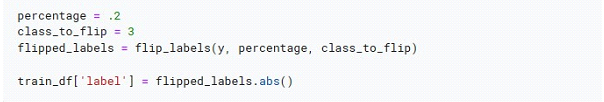 percentage = .2
class_to_flip = 3
flipped_labels = flip_labels(y, percentage, class_to_flip)
train_df['label'] = flipped_labels.abs()